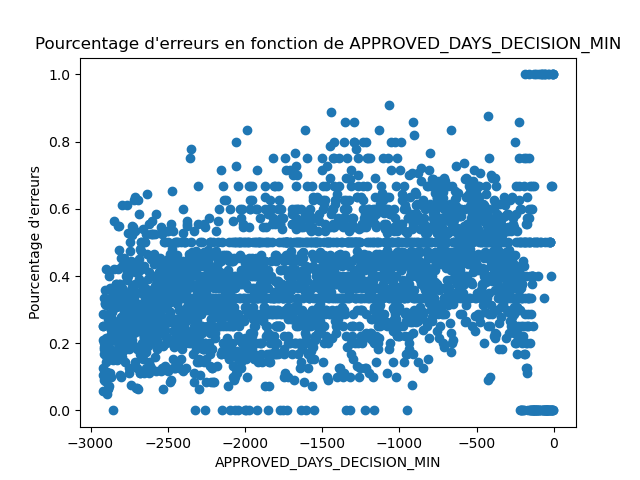 Pourcentage d'erreurs en fonction de APPROVED_DAYS_DECISION_MIN
1.0
0.8
0.6
0.4
0.2
0.0
Pourcentage d'erreurs
−3000 −2500 −2000 −1500 −1000 −500 0
APPROVED_DAYS_DECISION_MIN